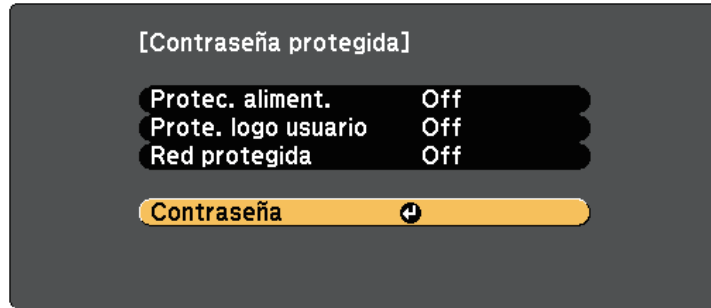 [Contraseña protegida]
Protec. aliment. Off
Prote. logo usuario Off
Red protegida Off
Contraseña